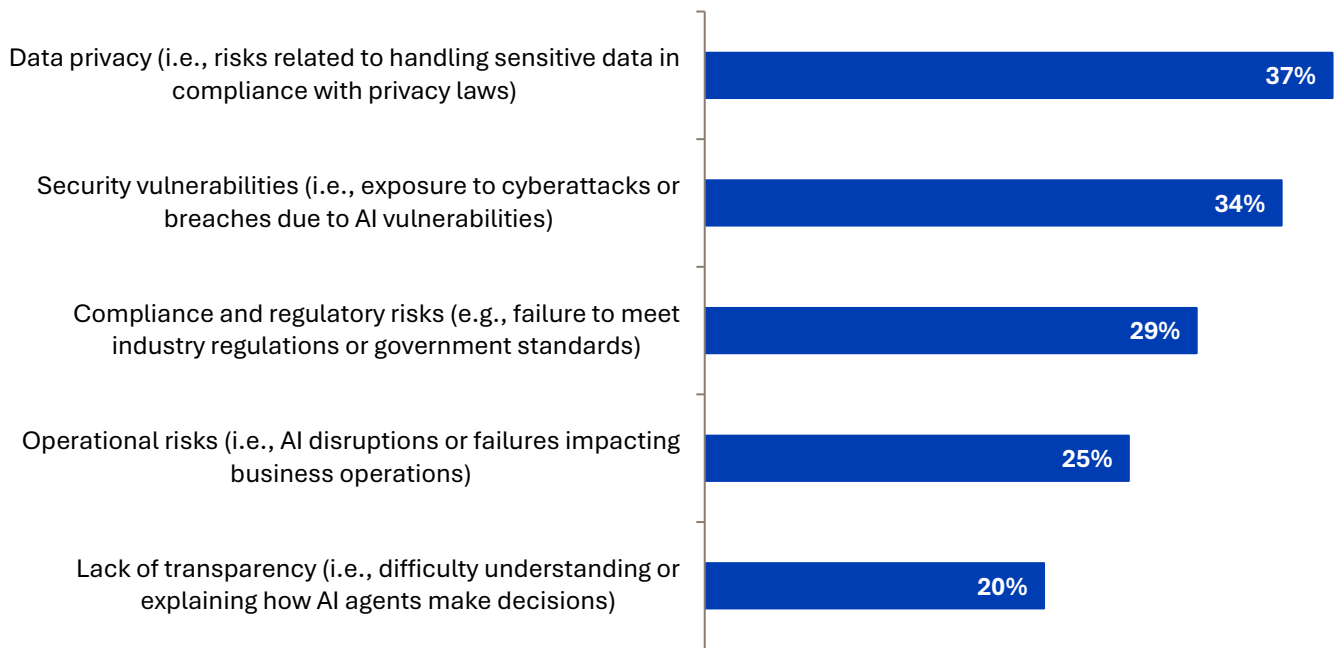 Data privacy (i.e., risks related to handling sensitive data in
compliance with privacy laws)
37%
Security vulnerabilities (i.e., exposure to cyberattacks or
breaches due to AI vulnerabilities)
34%
Compliance and regulatory risks (e.g., failure to meet
industry regulations or government standards)
29%
Operational risks (i.e., AI disruptions or failures impacting
business operations)
25%
Lack of transparency (i.e., difficulty understanding or
explaining how AI agents make decisions)
20%